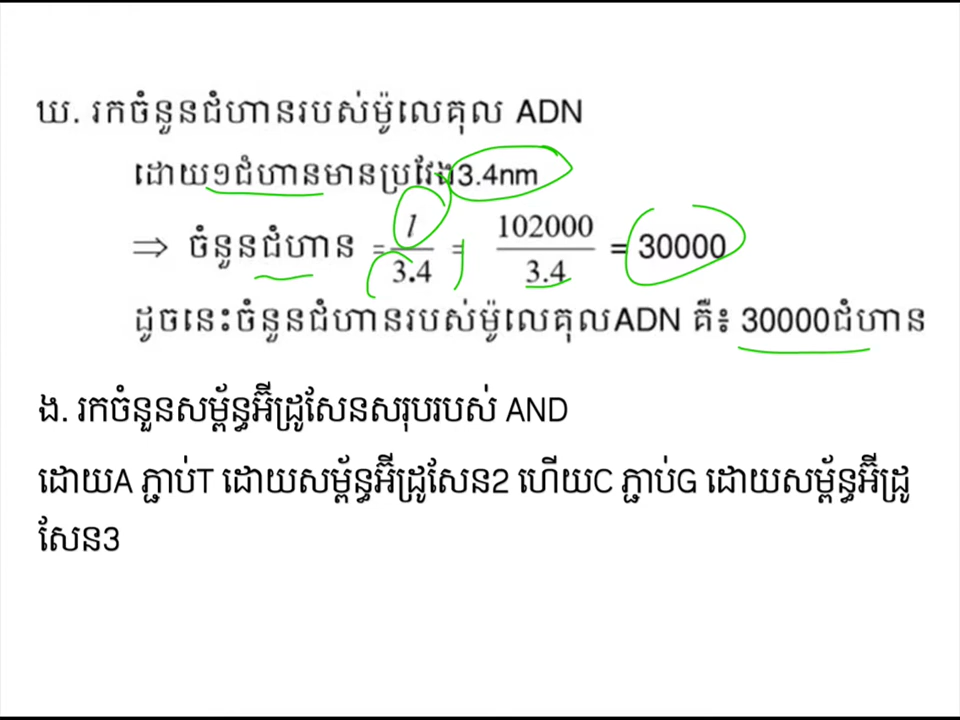 ឃ. រកចំនួនជំហានរបស់ម៉ូលេគុល ADN
ដោយ១ជំហានមានប្រវែង3.4nm
⇒ ចំនួនជំហាន = l/3.4 = 102000/3.4 = 30000
ដូចនេះចំនួនជំហានរបស់ម៉ូលេគុលADN គឺ៖ 30000ជំហាន
ង. រកចំនួនសម្ព័ន្ធអ៊ីដ្រូសែនសរុបរបស់ AND
ដោយA ភ្ជាប់T ដោយសម្ព័ន្ធអ៊ីដ្រូសែន2 ហើយC ភ្ជាប់G ដោយសម្ព័ន្ធអ៊ីដ្រូ
សែន3